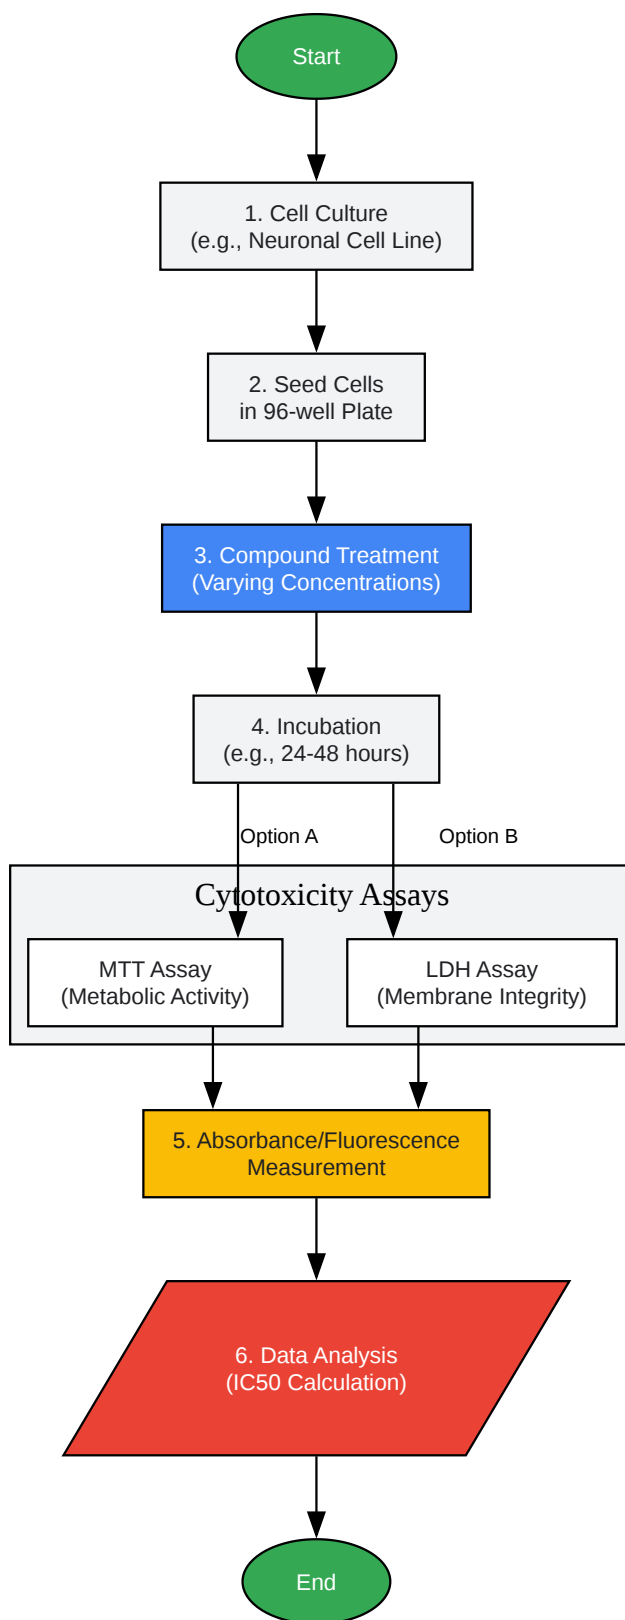 Start
1. Cell Culture
(e.g., Neuronal Cell Line)
2. Seed Cells
in 96-well Plate
3. Compound Treatment
(Varying Concentrations)
4. Incubation
(e.g., 24-48 hours)
Option A
Option B
Cytotoxicity Assays
MTT Assay
(Metabolic Activity)
LDH Assay
(Membrane Integrity)
5. Absorbance/Fluorescence
Measurement
6. Data Analysis
(IC50 Calculation)
End